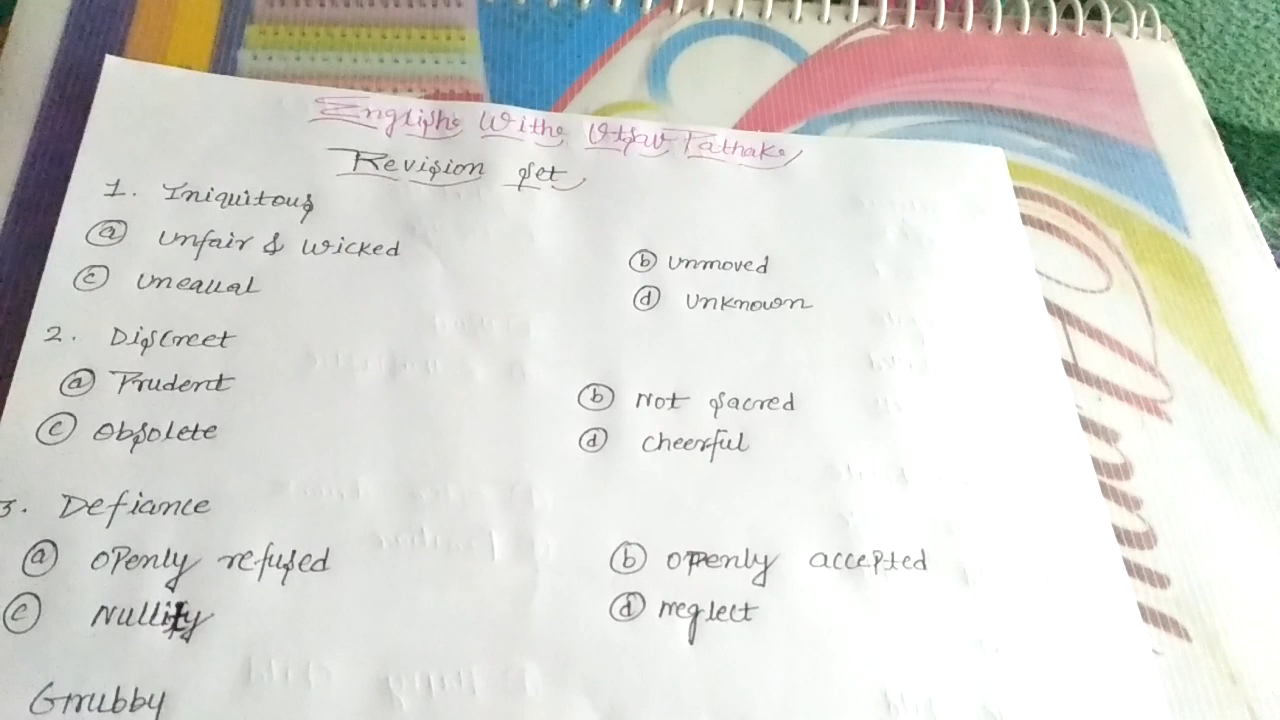 English With Utsav Pathak
Revision set
1. Iniquitous
(a) unfair & wicked (b) unmoved
(c) uneaual (d) unknown
2. Discreet
(a) Prudent (b) Not sacred
(c) obsolete (d) cheerful
3. Defiance
(a) openly refused (b) openly accepted
(c) Nullify (d) neglect
Grubby